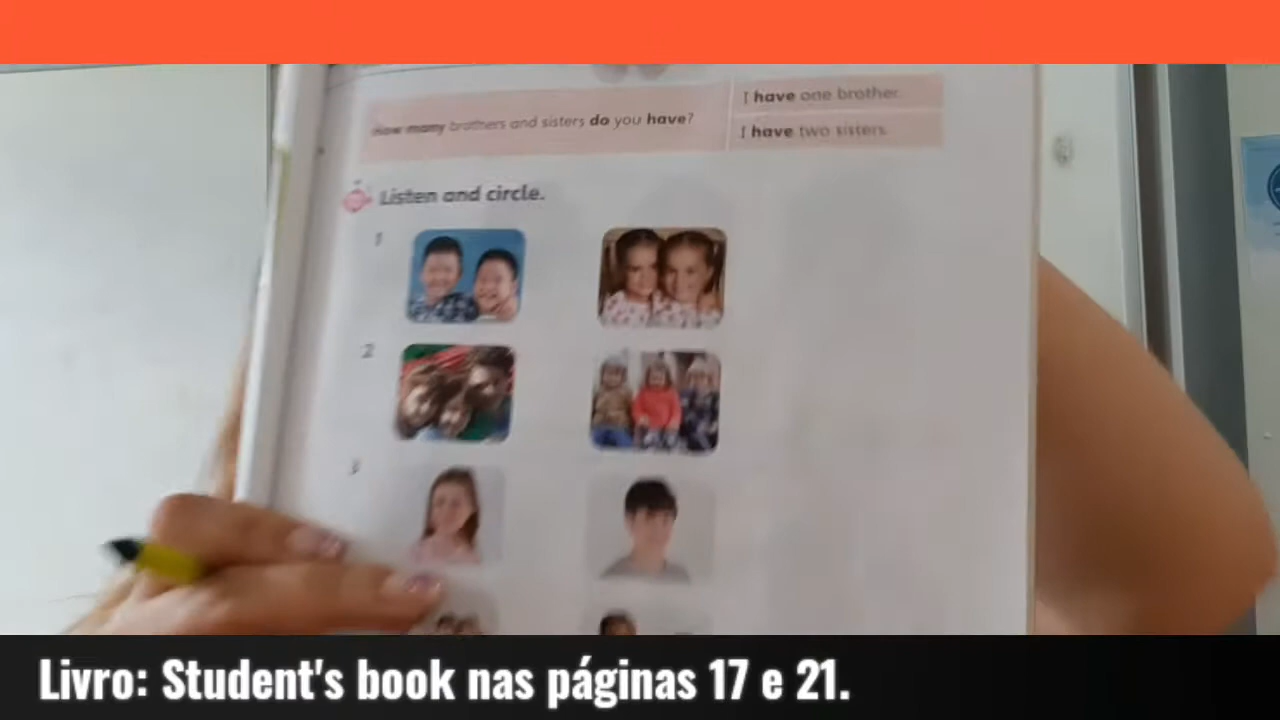 How many brothers and sisters do you have?
I have one brother.
I have two sisters.
Listen and circle.
1
2
3
Livro: Student's book nas páginas 17 e 21.